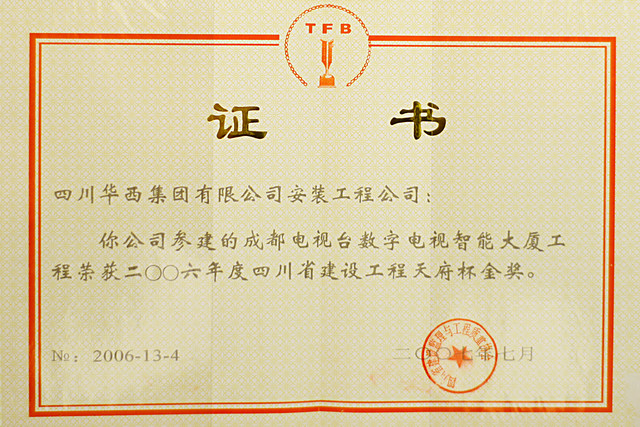 TFB
证书
四川华西集团有限公司安装工程公司：
你公司参建的成都电视台数字电视智能大厦工
程荣获二〇〇六年度四川省建设工程天府杯金奖。
№：2006-13-4
二〇〇七年七月